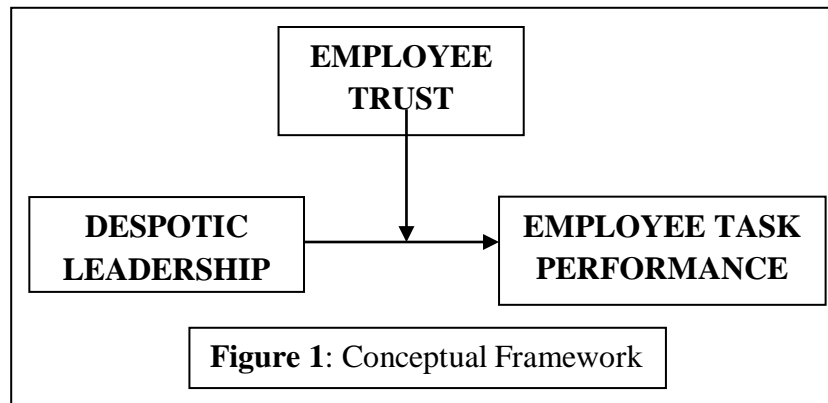 EMPLOYEE
TRUST
DESPOTIC
LEADERSHIP
EMPLOYEE TASK
PERFORMANCE
Figure 1: Conceptual Framework